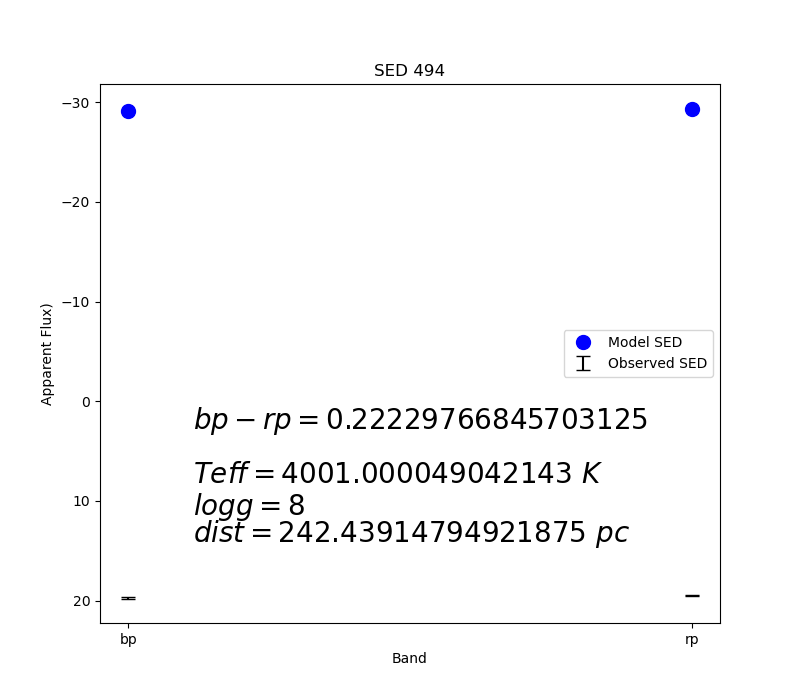 SED 494
−30
−20
−10
0
10
20
Apparent Flux)
Model SED
Observed SED
bp − rp = 0.22229766845703125
Teff = 4001.000049042143 K
logg = 8
dist = 242.43914794921875 pc
bp
rp
Band